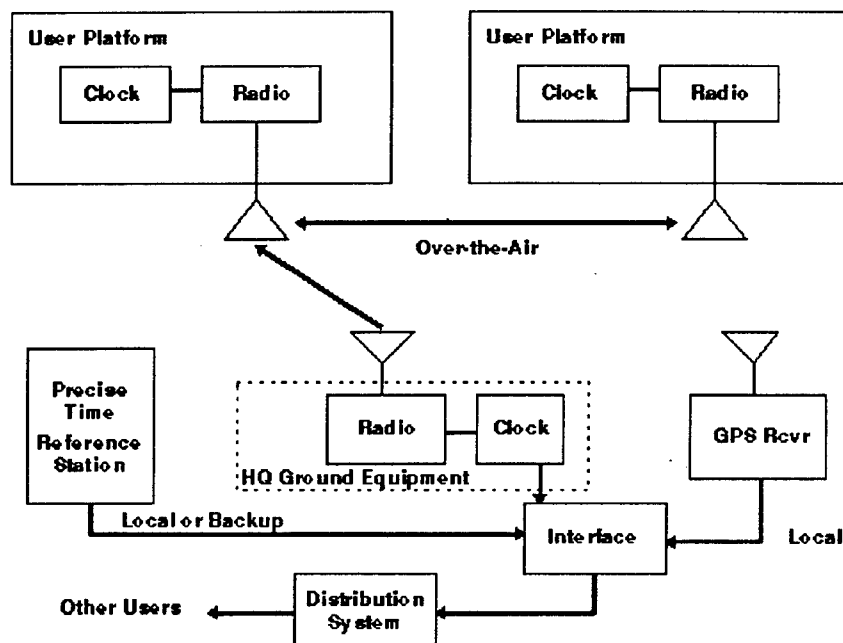 User Platform
Clock
Radio
User Platform
Clock
Radio
Over-the-Air
Precise
Time
Reference
Station
Radio
Clock
HQ Ground Equipment
GPS Rcvr
Local or Backup
Interface
Local
Other Users
Distribution
System